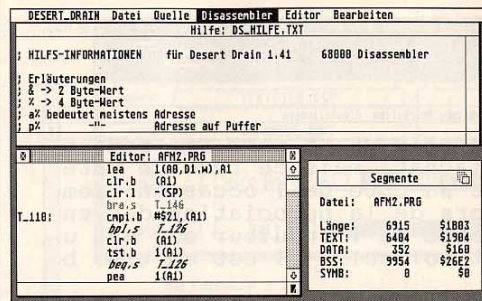 DESERT_DRAIN Datei Quelle Disassembler Editor Bearbeiten
Hilfe: DS_HILFE.TXT
; HILFS-INFORMATIONEN für Desert Drain 1.41 68000 Disassembler
; Erläuterungen
; & -> 2 Byte-Wert
; % -> 4 Byte-Wert
; a% bedeutet meistens Adresse
; p% -"- Adresse auf Puffer
Editor: AFM2.PRG
lea 1(A0,D1.w),A1
clr.b (A1)
clr.l -(SP)
bra.s T_146
T_118: cmpi.b #$21,(A1)
bpl.s T_126
clr.b (A1)
tst.b 1(A1)
beq.s T_126
pea 1(A1)
Segmente
Datei: AFM2.PRG
Länge: 6915 $1B03
TEXT: 6404 $1904
DATA: 352 $160
BSS: 9954 $26E2
SYMB: 0 $0